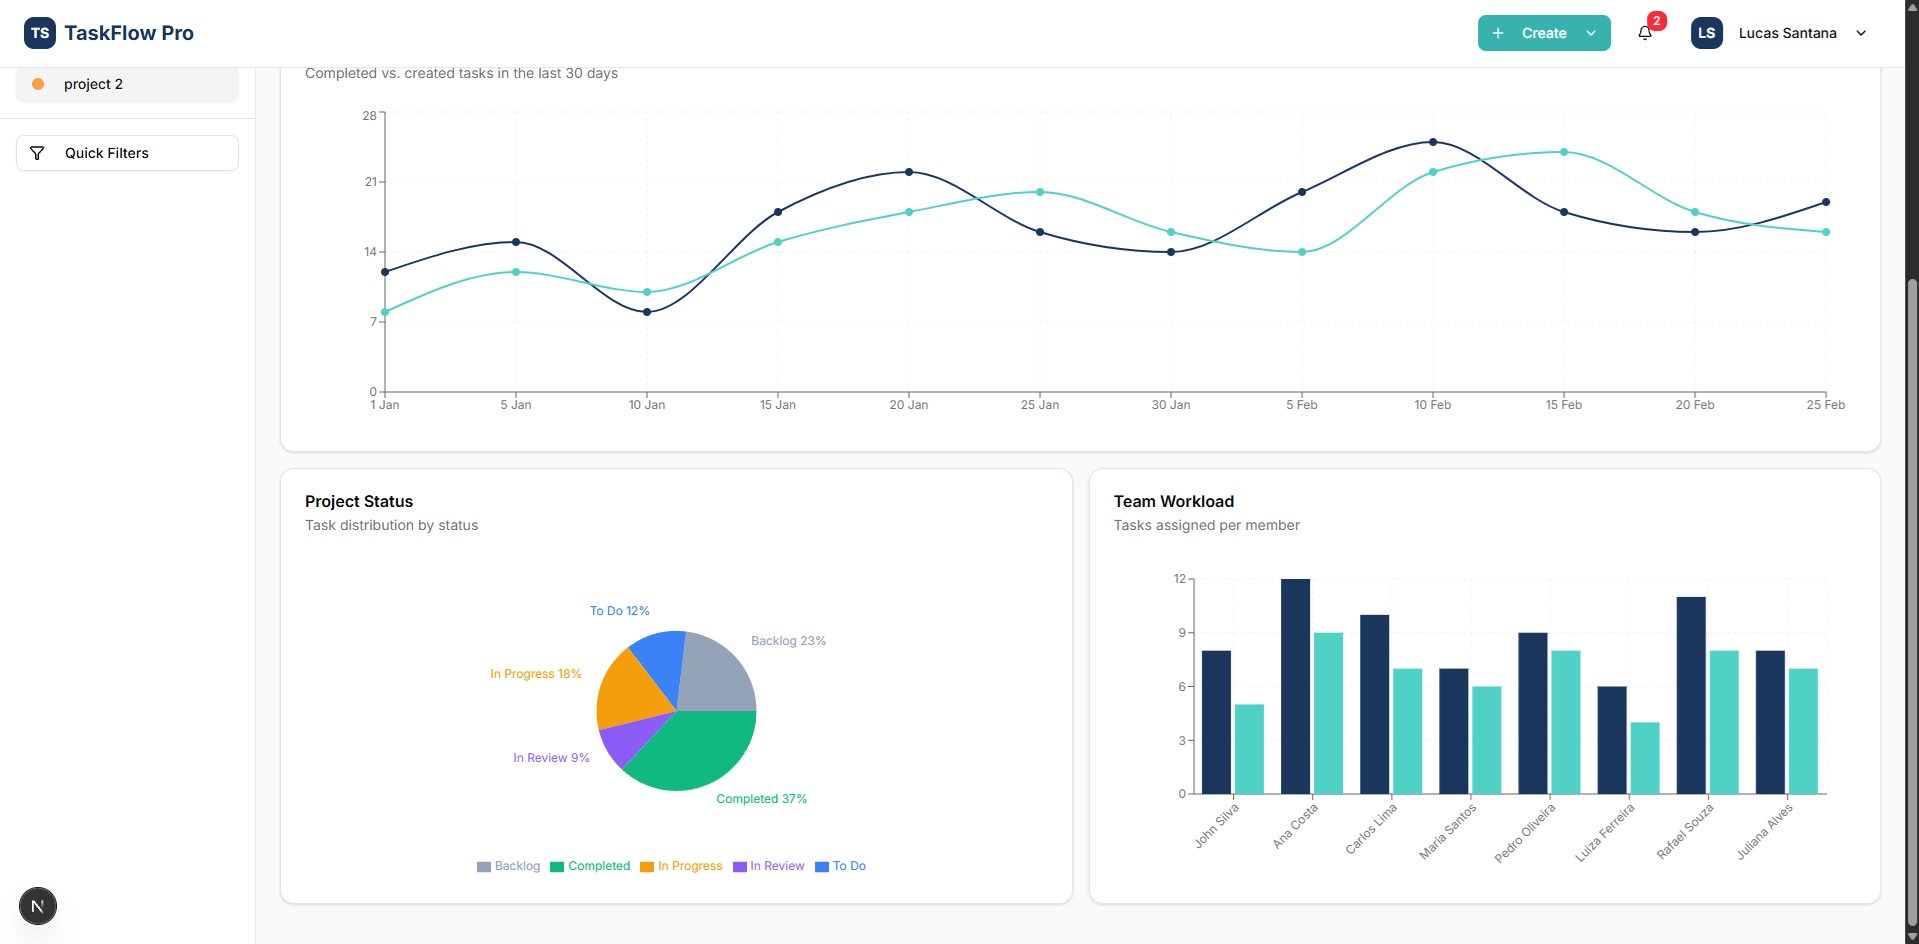 TS TaskFlow Pro
Create
2
LS Lucas Santana
project 2
Quick Filters
Completed vs. created tasks in the last 30 days
28
21
14
7
0
1 Jan 5 Jan 10 Jan 15 Jan 20 Jan 25 Jan 30 Jan 5 Feb 10 Feb 15 Feb 20 Feb 25 Feb
Project Status
Task distribution by status
To Do 12%
Backlog 23%
In Progress 18%
In Review 9%
Completed 37%
Backlog Completed In Progress In Review To Do
Team Workload
Tasks assigned per member
12
9
6
3
0
John Silva Ana Costa Carlos Lima Maria Santos Pedro Oliveira Luiza Ferreira Rafael Souza Juliana Alves
N